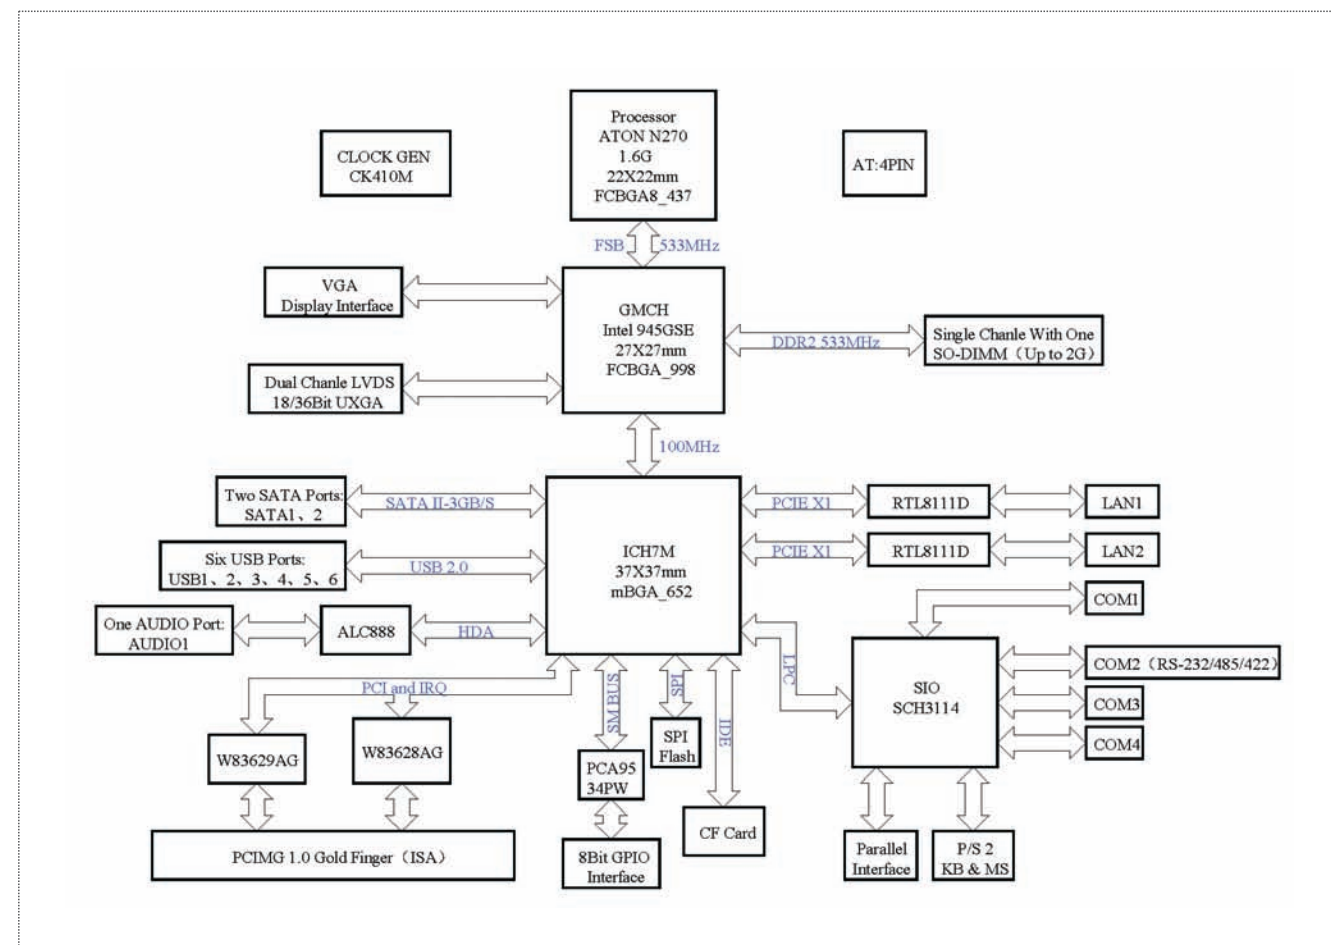 Processor
ATON N270
1.6G
22X22mm
FCBGA8_437
CLOCK GEN
CK410M
AT:4PIN
FSB
533MHz
VGA
Display Interface
GMCH
Intel 945GSE
27X27mm
FCBGA_998
DDR2 533MHz
Single Chanle With One
SO-DIMM（Up to 2G）
Dual Chanle LVDS
18/36Bit UXGA
100MHz
Two SATA Ports:
SATA1、2
SATA II-3GB/S
PCIE X1
RTL8111D
LAN1
Six USB Ports:
USB1、2、3、4、5、6
USB 2.0
ICH7M
37X37mm
mBGA_652
PCIE X1
RTL8111D
LAN2
One AUDIO Port:
AUDIO1
ALC888
HDA
COM1
PCI and IRQ
SM BUS
SPI
IDE
LPC
SIO
SCH3114
COM2（RS-232/485/422）
COM3
COM4
W83629AG
W83628AG
PCA95
34PW
SPI
Flash
CF Card
PCIMG 1.0 Gold Finger（ISA）
8Bit GPIO
Interface
Parallel
Interface
P/S 2
KB & MS